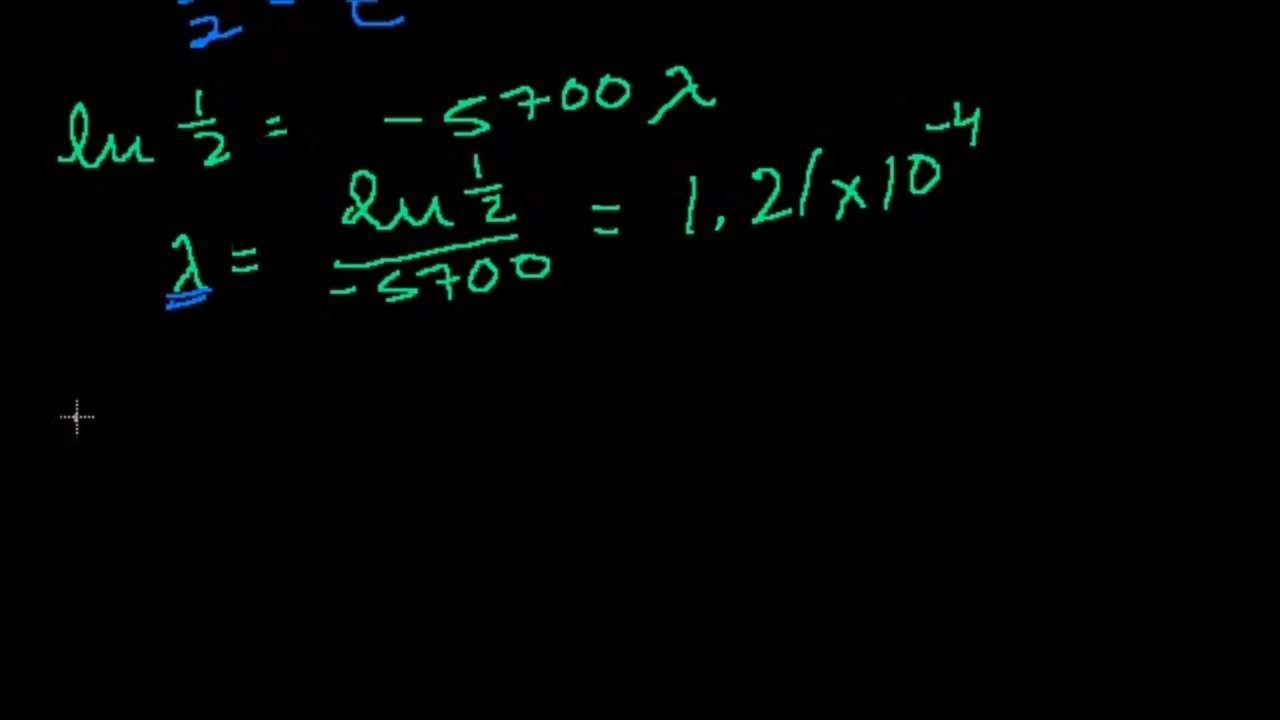 ln 1/2 = -5700 λ
λ = ln 1/2 / -5700 = 1.21 x 10^-4